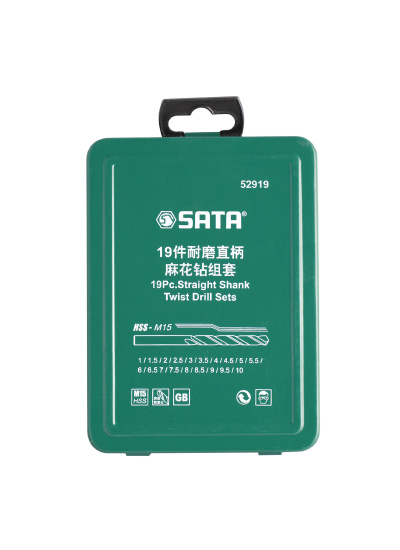 52919
SATA
19件耐磨直柄
麻花钻组套
19Pc.Straight Shank
Twist Drill Sets
HSS - M15
1 / 1.5 / 2 / 2.5 / 3 / 3.5 / 4 / 4.5 / 5 / 5.5 /
6 / 6.5 7 / 7.5 / 8 / 8.5 / 9 / 9.5 / 10
M15
HSS
GB